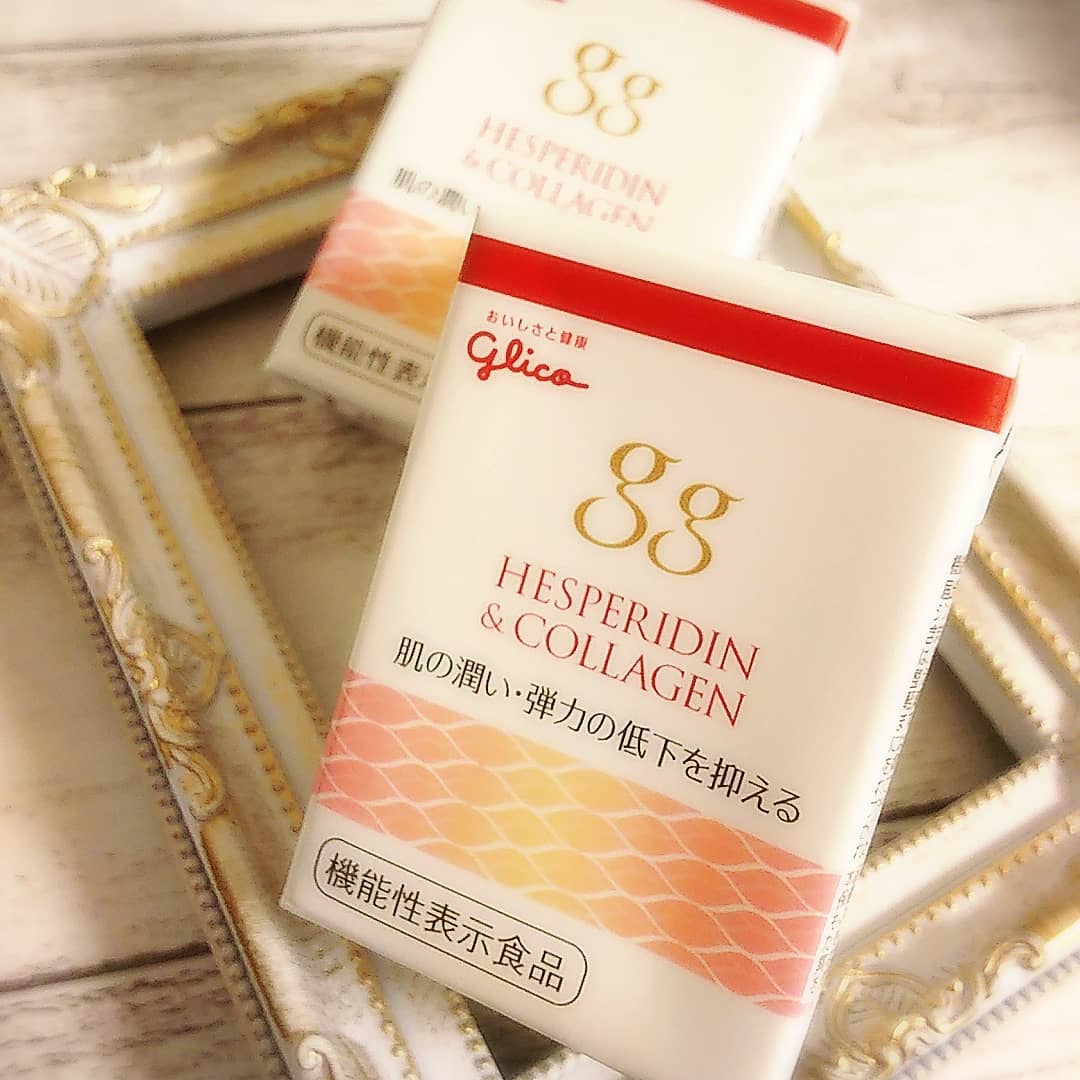 gg
HESPERIDIN
& COLLAGEN
肌の潤い
機能性表
おいしさと健康
Glico
gg
HESPERIDIN
& COLLAGEN
肌の潤い・弾力の低下を抑える
機能性表示食品